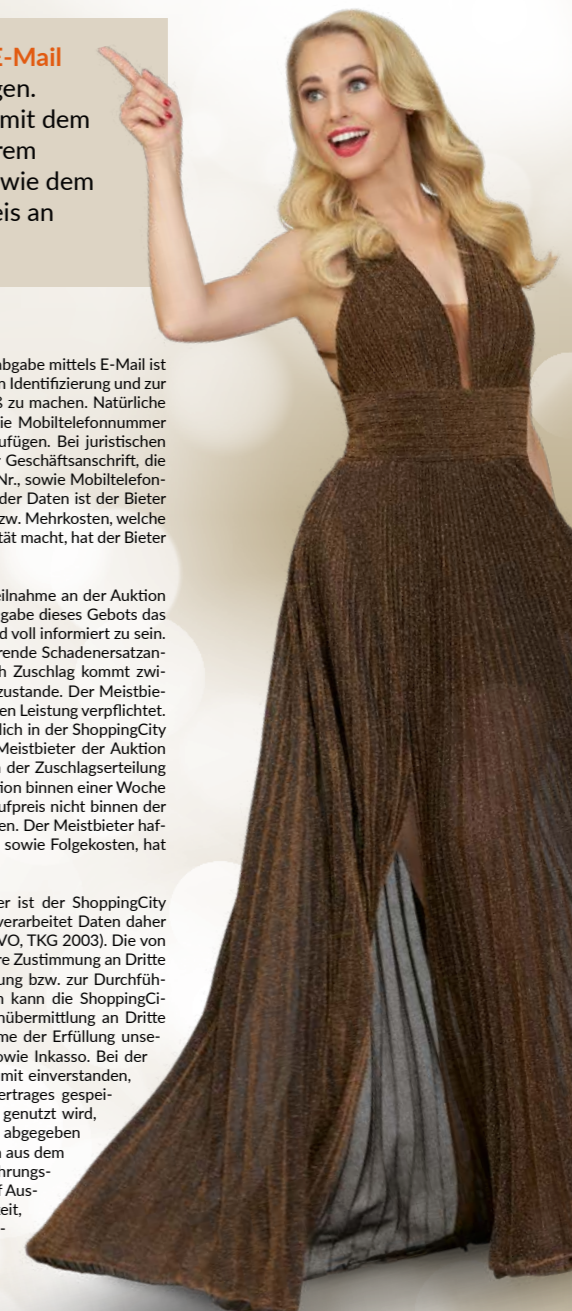 E-Mail
gen.
mit dem
rem
wie dem
eis an
abgabe mittels E-Mail ist
n Identifizierung und zur
ß zu machen. Natürliche
ie Mobiltelefonnummer
ufügen. Bei juristischen
Geschäftsanschrift, die
Nr., sowie Mobiltelefon-
der Daten ist der Bieter
zw. Mehrkosten, welche
tät macht, hat der Bieter
eilnahme an der Auktion
gabe dieses Gebots das
d voll informiert zu sein.
rende Schadenersatzan-
h Zuschlag kommt zwi-
zustande. Der Meistbie-
en Leistung verpflichtet.
lich in der ShoppingCity
Meistbieter der Auktion
der Zuschlagserteilung
ion binnen einer Woche
ufpreis nicht binnen der
en. Der Meistbieter haf-
sowie Folgekosten, hat
er ist der ShoppingCity
verarbeitet Daten daher
VO, TKG 2003). Die von
re Zustimmung an Dritte
ung bzw. zur Durchfüh-
n kann die ShoppingCi-
nübermittlung an Dritte
me der Erfüllung unse-
owie Inkasso. Bei der
mit einverstanden,
ertrages gespei-
genutzt wird,
abgegeben
n aus dem
hrungs-
f Aus-
eit,
-